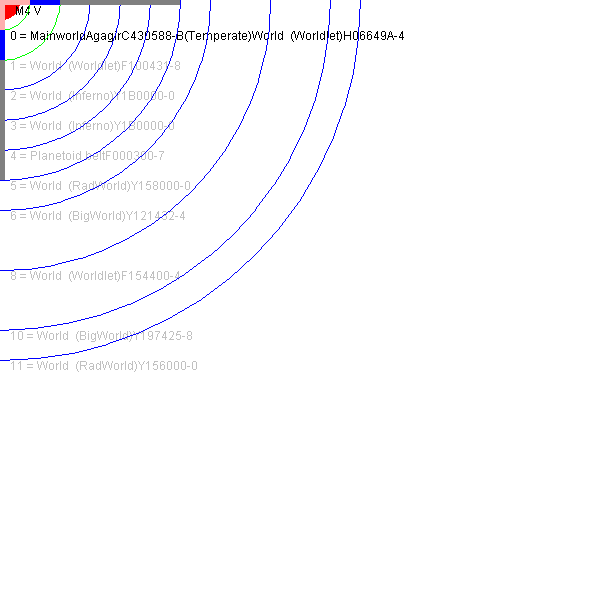 M4 V
0 = MainworldAgagirC430588-B(Temperate)World (Worldlet)H06649A-4
1 = World (Worldlet)F100431-8
2 = World (Inferno)Y1B0000-0
3 = World (Inferno)Y1B0000-0
4 = Planetoid beltF000300-7
5 = World (RadWorld)Y158000-0
6 = World (BigWorld)Y121432-4
8 = World (Worldlet)F154400-4
10 = World (BigWorld)Y197425-8
11 = World (RadWorld)Y156000-0